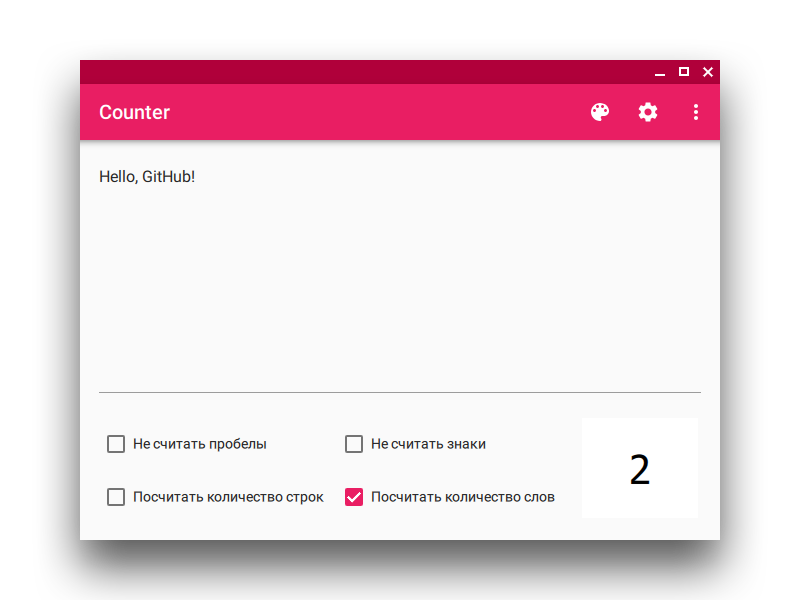 Counter
Hello, GitHub!
Не считать пробелы
Не считать знаки
Посчитать количество строк
Посчитать количество слов
2